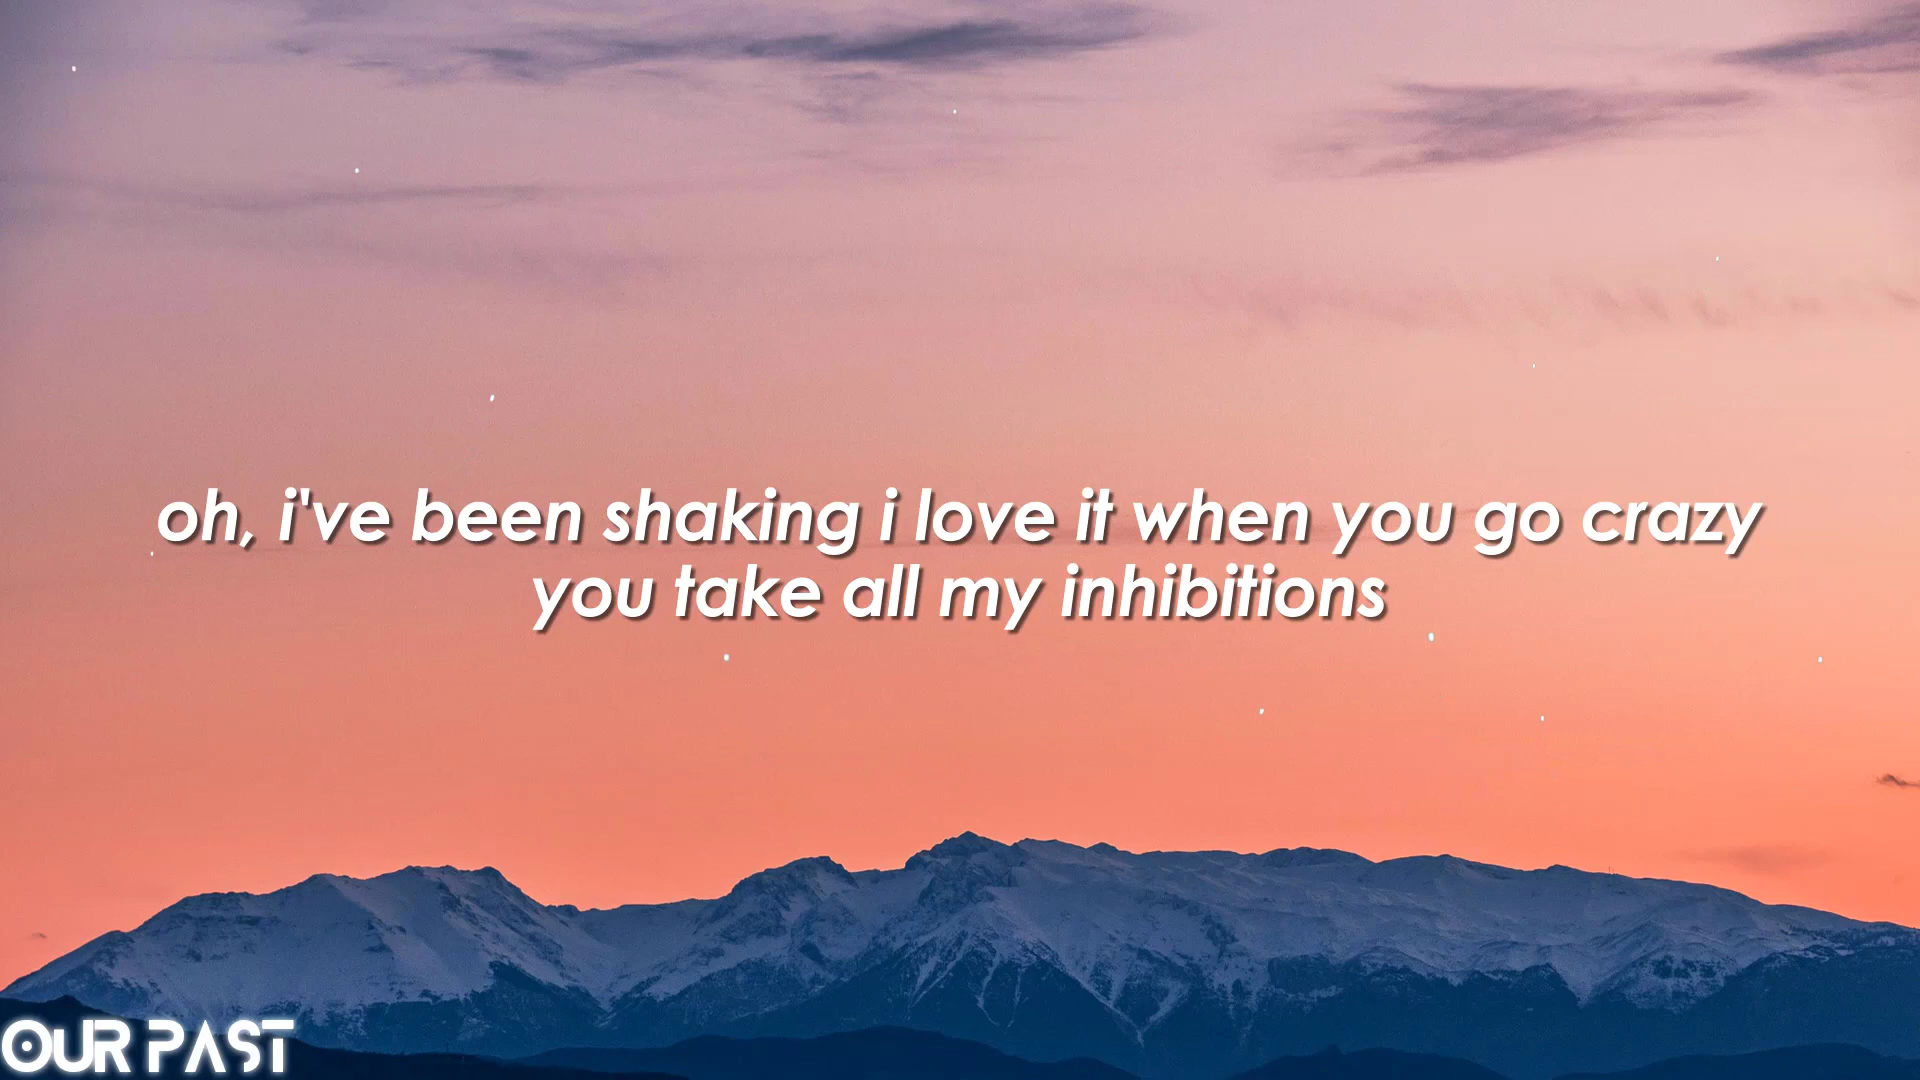 oh, i've been shaking i love it when you go crazy
you take all my inhibitions
OUR PAST